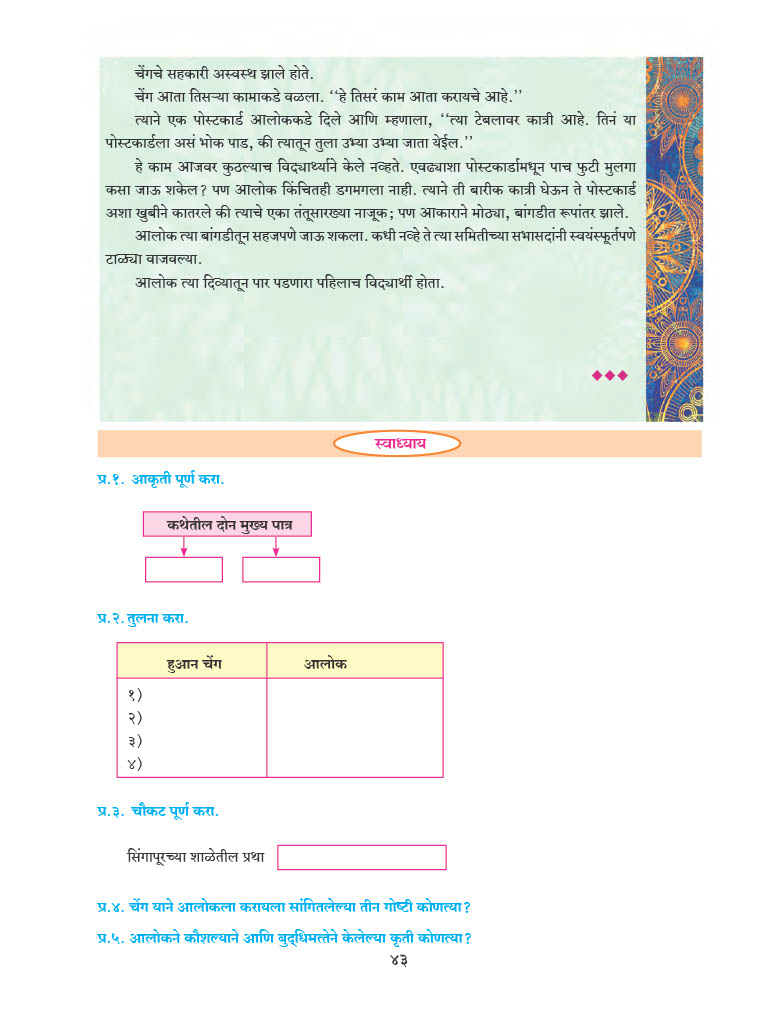 चेंगचे सहकारी अस्वस्थ झाले होते.
चेंग आता तिसऱ्या कामाकडे वळला. ‘‘हे तिसरं काम आता करायचे आहे.’’
त्याने एक पोस्टकार्ड आलोककडे दिले आणि म्हणाला, ‘‘त्या टेबलावर कात्री आहे. तिनं या
पोस्टकार्डला असं भोक पाड, की त्यातून तुला उभ्या उभ्या जाता येईल.’’
हे काम आजवर कुठल्याच विद्यार्थ्याने केले नव्हते. एवढ्याशा पोस्टकार्डामधून पाच फुटी मुलगा
कसा जाऊ शकेल? पण आलोक किंचितही डगमगला नाही. त्याने ती बारीक कात्री घेऊन ते पोस्टकार्ड
अशा खुबीने कातरले की त्याचे एका तंतूसारख्या नाजूक; पण आकाराने मोठ्या, बांगडीत रूपांतर झाले.
आलोक त्या बांगडीतून सहजपणे जाऊ शकला. कधी नव्हे ते त्या समितीच्या सभासदांनी स्वयंस्फूर्तपणे
टाळ्या वाजवल्या.
आलोक त्या दिव्यातून पार पडणारा पहिलाच विद्यार्थी होता.
स्वाध्याय
प्र.१. आकृती पूर्ण करा.
कथेतील दोन मुख्य पात्र
प्र.२. तुलना करा.
हुआन चेंग आलोक
१)
२)
३)
४)
प्र.३. चौकट पूर्ण करा.
सिंगापूरच्या शाळेतील प्रथा
प्र.४. चेंग याने आलोकला करायला सांगितलेल्या तीन गोष्टी कोणत्या?
प्र.५. आलोकने कौशल्याने आणि बुद्धिमत्तेने केलेल्या कृती कोणत्या?
४३